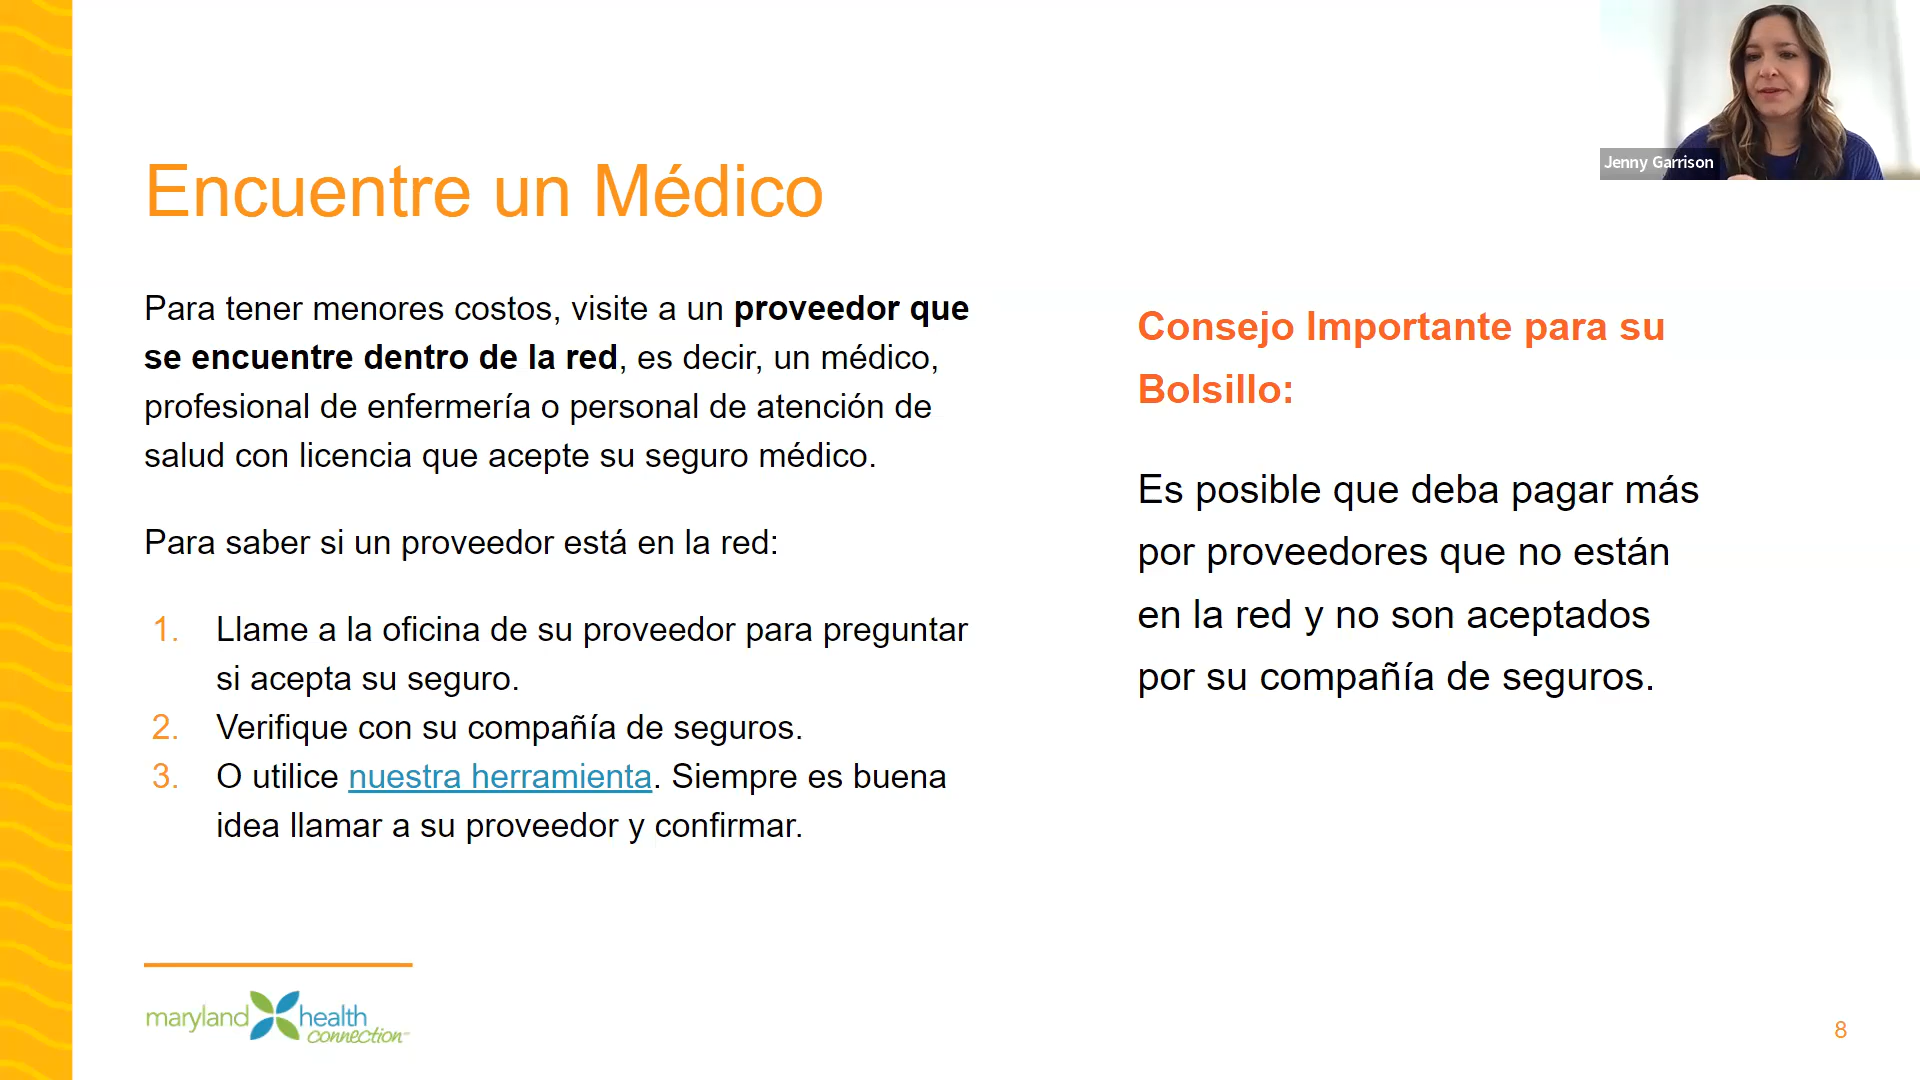 Jenny Garrison
Encuentre un Médico
Para tener menores costos, visite a un proveedor que
se encuentre dentro de la red, es decir, un médico,
profesional de enfermería o personal de atención de
salud con licencia que acepte su seguro médico.
Para saber si un proveedor está en la red:
1. Llame a la oficina de su proveedor para preguntar
si acepta su seguro.
2. Verifique con su compañía de seguros.
3. O utilice nuestra herramienta. Siempre es buena
idea llamar a su proveedor y confirmar.
Consejo Importante para su
Bolsillo:
Es posible que deba pagar más
por proveedores que no están
en la red y no son aceptados
por su compañía de seguros.
maryland health
connection
8